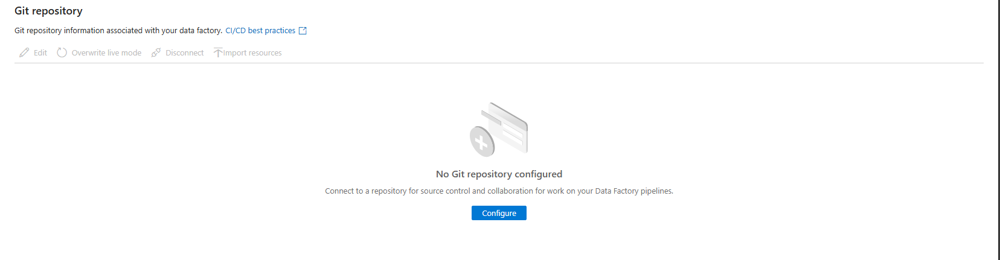 Git repository
Git repository information associated with your data factory. CI/CD best practices
Edit Overwrite live mode Disconnect Import resources
No Git repository configured
Connect to a repository for source control and collaboration for work on your Data Factory pipelines.
Configure